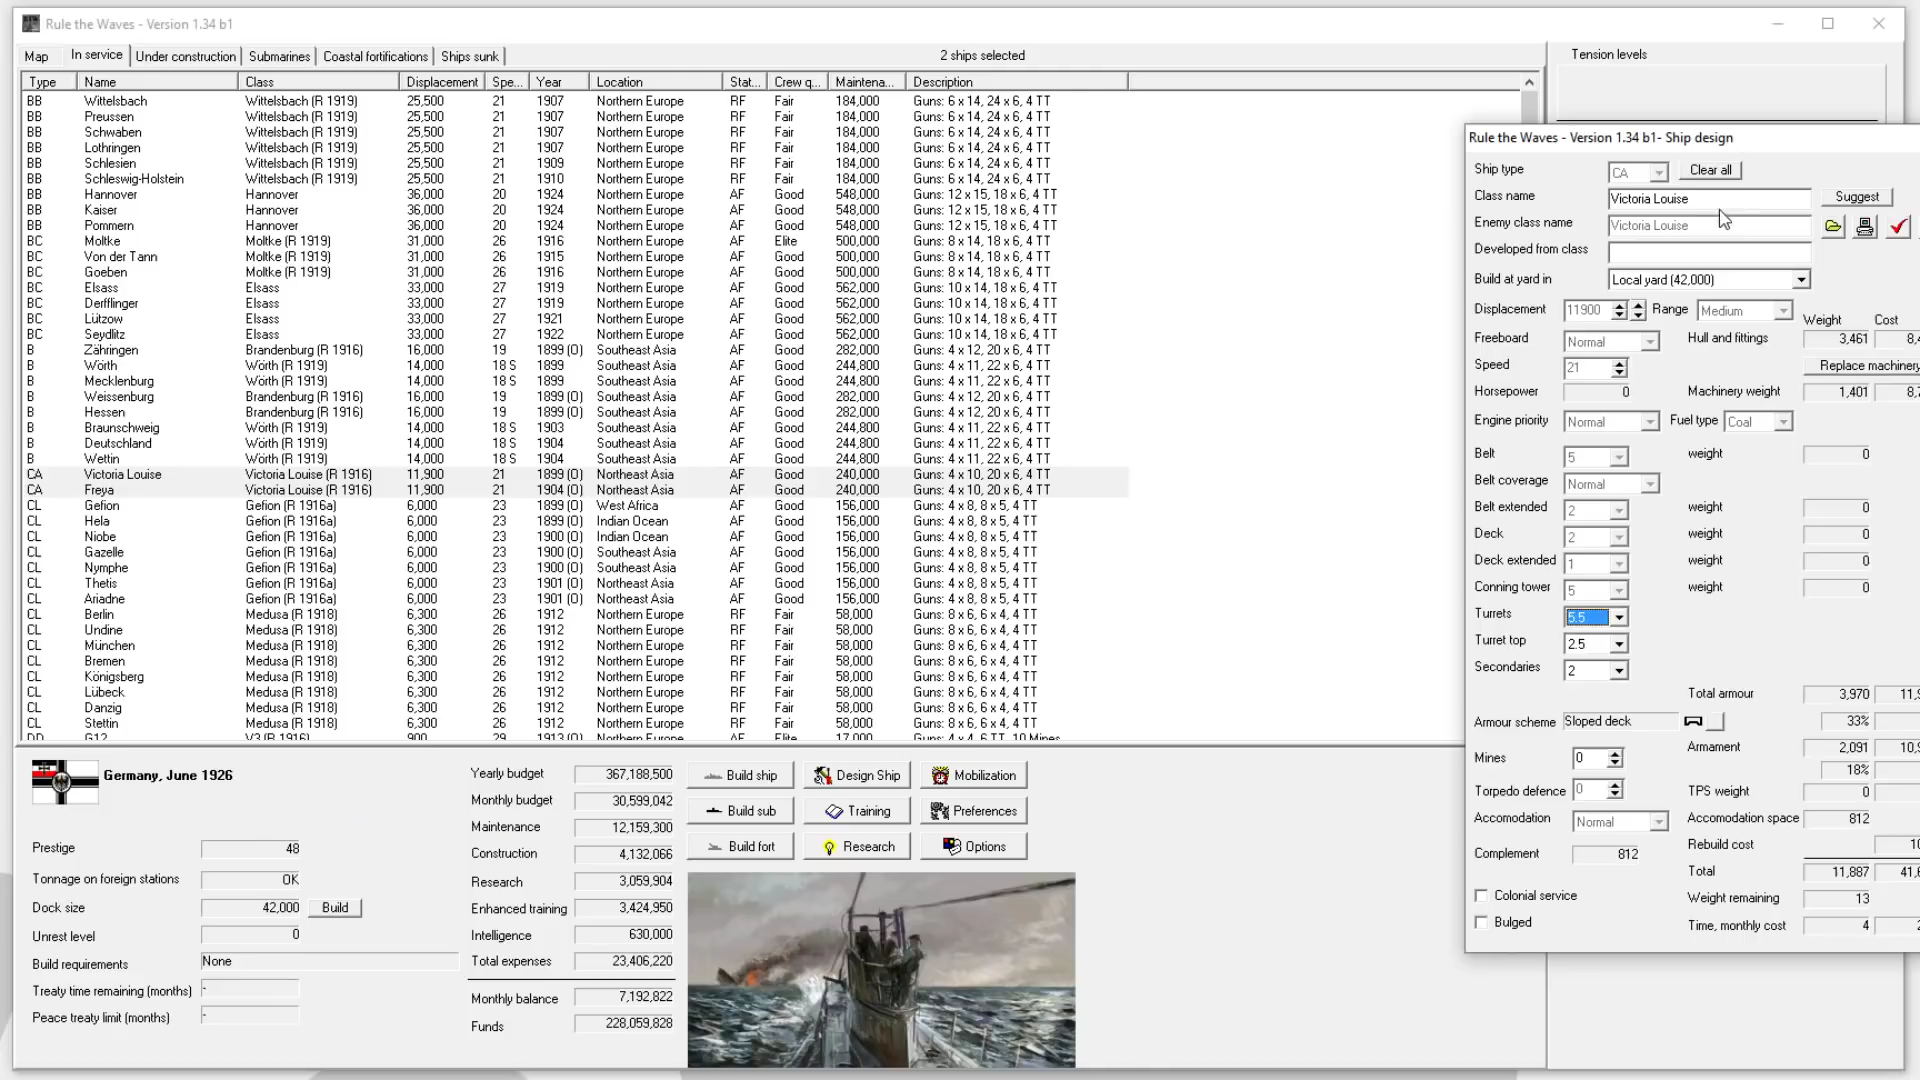 Rule the Waves - Version 1.34 b1
Map In service Under construction Submarines Coastal fortifications Ships sunk 2 ships selected
Type Name Class Displacement Spe... Year Location Stat... Crew q... Maintena... Description
BB Wittelsbach Wittelsbach (R 1919) 25,500 21 1907 Northern Europe RF Fair 184,000 Guns: 6 x 14, 24 x 6, 4 TT
BB Preussen Wittelsbach (R 1919) 25,500 21 1907 Northern Europe RF Fair 184,000 Guns: 6 x 14, 24 x 6, 4 TT
BB Schwaben Wittelsbach (R 1919) 25,500 21 1907 Northern Europe RF Fair 184,000 Guns: 6 x 14, 24 x 6, 4 TT
BB Lothringen Wittelsbach (R 1919) 25,500 21 1907 Northern Europe RF Fair 184,000 Guns: 6 x 14, 24 x 6, 4 TT
BB Schlesien Wittelsbach (R 1919) 25,500 21 1909 Northern Europe RF Fair 184,000 Guns: 6 x 14, 24 x 6, 4 TT
BB Schleswig-Holstein Wittelsbach (R 1919) 25,500 21 1910 Northern Europe RF Fair 184,000 Guns: 6 x 14, 24 x 6, 4 TT
BB Hannover Hannover 36,000 20 1924 Northern Europe AF Good 548,000 Guns: 12 x 15, 18 x 6, 4 TT
BB Kaiser Hannover 36,000 20 1924 Northern Europe AF Good 548,000 Guns: 12 x 15, 18 x 6, 4 TT
BB Pommern Hannover 36,000 20 1924 Northern Europe AF Good 548,000 Guns: 12 x 15, 18 x 6, 4 TT
BC Moltke Moltke (R 1919) 31,000 26 1916 Northern Europe AF Elite 500,000 Guns: 8 x 14, 18 x 6, 4 TT
BC Von der Tann Moltke (R 1919) 31,000 26 1915 Northern Europe AF Good 500,000 Guns: 8 x 14, 18 x 6, 4 TT
BC Goeben Moltke (R 1919) 31,000 26 1916 Northern Europe AF Good 500,000 Guns: 8 x 14, 18 x 6, 4 TT
BC Elsass Elsass 33,000 27 1919 Northern Europe AF Good 562,000 Guns: 10 x 14, 18 x 6, 4 TT
BC Derfflinger Elsass 33,000 27 1919 Northern Europe AF Good 562,000 Guns: 10 x 14, 18 x 6, 4 TT
BC Lützow Elsass 33,000 27 1921 Northern Europe AF Good 562,000 Guns: 10 x 14, 18 x 6, 4 TT
BC Seydlitz Elsass 33,000 27 1922 Northern Europe AF Good 562,000 Guns: 10 x 14, 18 x 6, 4 TT
B Zähringen Brandenburg (R 1916) 16,000 19 1899 (O) Southeast Asia AF Good 282,000 Guns: 4 x 12, 20 x 6, 4 TT
B Wörth Wörth (R 1919) 14,000 18 S 1899 Southeast Asia AF Good 244,800 Guns: 4 x 11, 22 x 6, 4 TT
B Mecklenburg Wörth (R 1919) 14,000 18 S 1899 Southeast Asia AF Good 244,800 Guns: 4 x 11, 22 x 6, 4 TT
B Weissenburg Brandenburg (R 1916) 16,000 19 1899 (O) Southeast Asia AF Good 282,000 Guns: 4 x 12, 20 x 6, 4 TT
B Hessen Brandenburg (R 1916) 16,000 19 1899 (O) Southeast Asia AF Good 282,000 Guns: 4 x 12, 20 x 6, 4 TT
B Braunschweig Wörth (R 1919) 14,000 18 S 1903 Southeast Asia AF Good 244,800 Guns: 4 x 11, 22 x 6, 4 TT
B Deutschland Wörth (R 1919) 14,000 18 S 1904 Southeast Asia AF Good 244,800 Guns: 4 x 11, 22 x 6, 4 TT
B Wettin Wörth (R 1919) 14,000 18 S 1904 Southeast Asia AF Good 244,800 Guns: 4 x 11, 22 x 6, 4 TT
CA Victoria Louise Victoria Louise (R 1916) 11,900 21 1899 (O) Northeast Asia AF Good 240,000 Guns: 4 x 10, 20 x 6, 4 TT
CA Freya Victoria Louise (R 1916) 11,900 21 1904 (O) Northeast Asia AF Good 240,000 Guns: 4 x 10, 20 x 6, 4 TT
CL Gefion Gefion (R 1916a) 6,000 23 1899 (O) West Africa AF Good 156,000 Guns: 4 x 8, 8 x 5, 4 TT
CL Hela Gefion (R 1916a) 6,000 23 1899 (O) Indian Ocean AF Good 156,000 Guns: 4 x 8, 8 x 5, 4 TT
CL Niobe Gefion (R 1916a) 6,000 23 1900 (O) Indian Ocean AF Good 156,000 Guns: 4 x 8, 8 x 5, 4 TT
CL Gazelle Gefion (R 1916a) 6,000 23 1900 (O) Southeast Asia AF Good 156,000 Guns: 4 x 8, 8 x 5, 4 TT
CL Nymphe Gefion (R 1916a) 6,000 23 1900 (O) Southeast Asia AF Good 156,000 Guns: 4 x 8, 8 x 5, 4 TT
CL Thetis Gefion (R 1916a) 6,000 23 1901 (O) Northeast Asia AF Good 156,000 Guns: 4 x 8, 8 x 5, 4 TT
CL Ariadne Gefion (R 1916a) 6,000 23 1901 (O) Northeast Asia AF Good 156,000 Guns: 4 x 8, 8 x 5, 4 TT
CL Berlin Medusa (R 1918) 6,300 26 1912 Northern Europe RF Fair 58,000 Guns: 8 x 6, 6 x 4, 4 TT
CL Undine Medusa (R 1918) 6,300 26 1912 Northern Europe RF Fair 58,000 Guns: 8 x 6, 6 x 4, 4 TT
CL München Medusa (R 1918) 6,300 26 1912 Northern Europe RF Fair 58,000 Guns: 8 x 6, 6 x 4, 4 TT
CL Bremen Medusa (R 1918) 6,300 26 1912 Northern Europe RF Fair 58,000 Guns: 8 x 6, 6 x 4, 4 TT
CL Königsberg Medusa (R 1918) 6,300 26 1912 Northern Europe RF Fair 58,000 Guns: 8 x 6, 6 x 4, 4 TT
CL Lübeck Medusa (R 1918) 6,300 26 1912 Northern Europe RF Fair 58,000 Guns: 8 x 6, 6 x 4, 4 TT
CL Danzig Medusa (R 1918) 6,300 26 1912 Northern Europe RF Fair 58,000 Guns: 8 x 6, 6 x 4, 4 TT
CL Stettin Medusa (R 1918) 6,300 26 1912 Northern Europe RF Fair 58,000 Guns: 8 x 6, 6 x 4, 4 TT
DD G12 V3 (R 1916) 900 29 1913 (O) Northern Europe AF Elite 17,000 Guns: 4 x 4, 6 TT, 10 Mines
Germany, June 1926
Prestige 48
Tonnage on foreign stations OK
Dock size 42,000 Build
Unrest level 0
Build requirements None
Treaty time remaining (months) -
Peace treaty limit (months) -
Yearly budget 367,188,500
Monthly budget 30,599,042
Maintenance 12,159,300
Construction 4,132,066
Research 3,059,904
Enhanced training 3,424,950
Intelligence 630,000
Total expenses 23,406,220
Monthly balance 7,192,822
Funds 228,059,828
Build ship Design Ship Mobilization
Build sub Training Preferences
Build fort Research Options
Tension levels
Rule the Waves - Version 1.34 b1- Ship design
Ship type CA Clear all
Class name Victoria Louise Suggest
Enemy class name Victoria Louise
Developed from class
Build at yard in Local yard (42,000)
Displacement 11900 Range Medium Weight Cost
Freeboard Normal Hull and fittings 3,461 8,4
Speed 21 Replace machinery
Horsepower 0 Machinery weight 1,401 8,
Engine priority Normal Fuel type Coal
Belt 5 weight 0
Belt coverage Normal
Belt extended 2 weight 0
Deck 2 weight 0
Deck extended 1 weight 0
Conning tower 5 weight 0
Turrets 5.5
Turret top 2.5
Secondaries 2
Total armour 3,970 11,
Armour scheme Sloped deck 33%
Armament 2,091 10,
Mines 0 18%
Torpedo defence 0 TPS weight 0
Accomodation Normal Accomodation space 812
Rebuild cost 10
Complement 812
Total 11,887 41,
Colonial service Weight remaining 13
Bulged Time, monthly cost 4